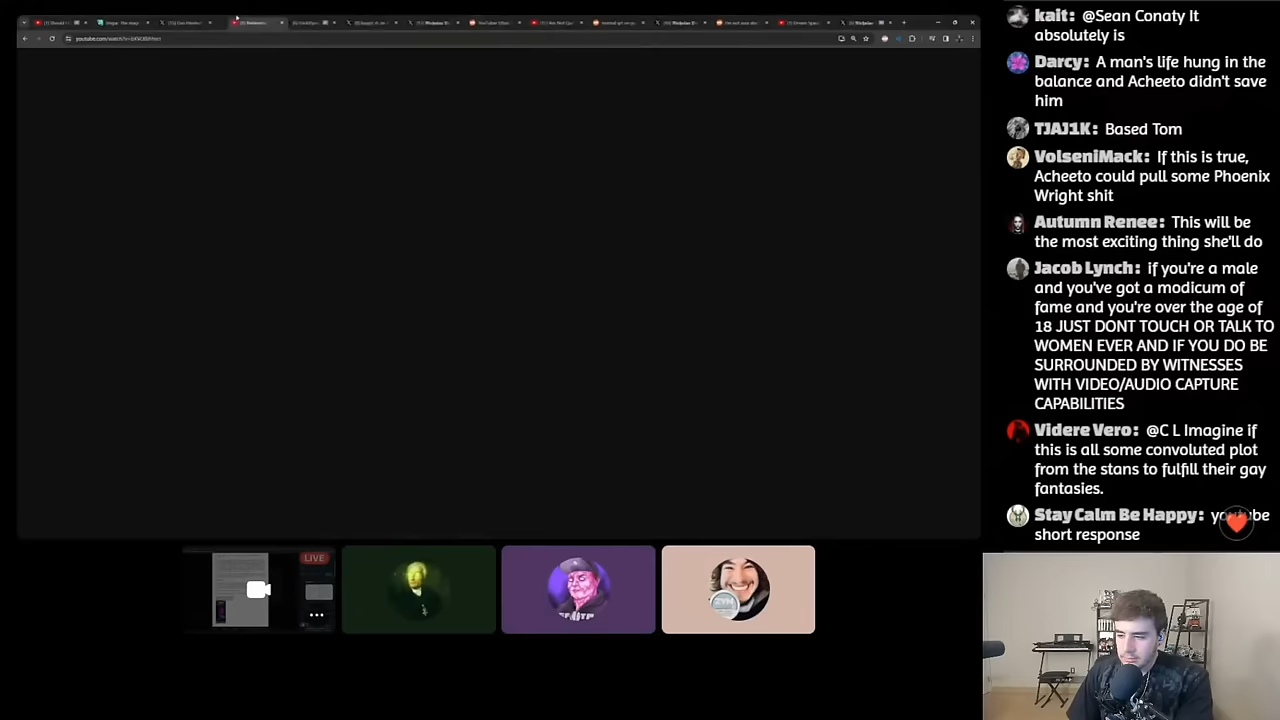 kait: @Sean Conaty It
absolutely is
Darcy: A man's life hung in the
balance and Acheeto didn't save
him
TJAJ1K: Based Tom
VolseniMack: If this is true,
Acheeto could pull some Phoenix
Wright shit
Autumn Renee: This will be
the most exciting thing she'll do
Jacob Lynch: if you're a male
and you've got a modicum of
fame and you're over the age of
18 JUST DONT TOUCH OR TALK TO
WOMEN EVER AND IF YOU DO BE
SURROUNDED BY WITNESSES
WITH VIDEO/AUDIO CAPTURE
CAPABILITIES
Videre Vero: @C L Imagine if
this is all some convoluted plot
from the stans to fulfill their gay
fantasies.
Stay Calm Be Happy: youtube
short response
LIVE
ZYN